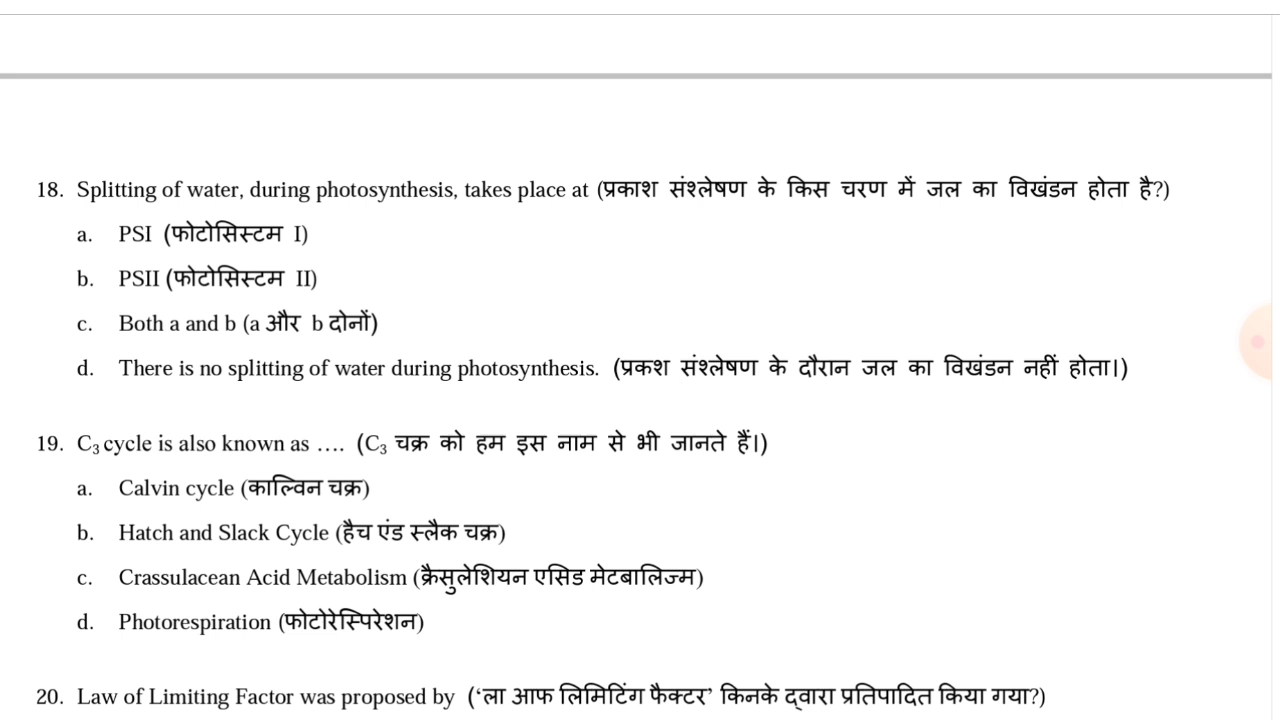 18. Splitting of water, during photosynthesis, takes place at (प्रकाश संश्लेषण के किस चरण में जल का विखंडन होता है?)
a. PSI (फोटोसिस्टम I)
b. PSII (फोटोसिस्टम II)
c. Both a and b (a और b दोनों)
d. There is no splitting of water during photosynthesis. (प्रकश संश्लेषण के दौरान जल का विखंडन नहीं होता।)
19. C₃ cycle is also known as …. (C₃ चक्र को हम इस नाम से भी जानते हैं।)
a. Calvin cycle (काल्विन चक्र)
b. Hatch and Slack Cycle (हैच एंड स्लैक चक्र)
c. Crassulacean Acid Metabolism (क्रैसुलेशियन एसिड मेटबालिज्म)
d. Photorespiration (फोटोरेस्पिरेशन)
20. Law of Limiting Factor was proposed by (‘ला आफ लिमिटिंग फैक्टर’ किनके द्वारा प्रतिपादित किया गया?)